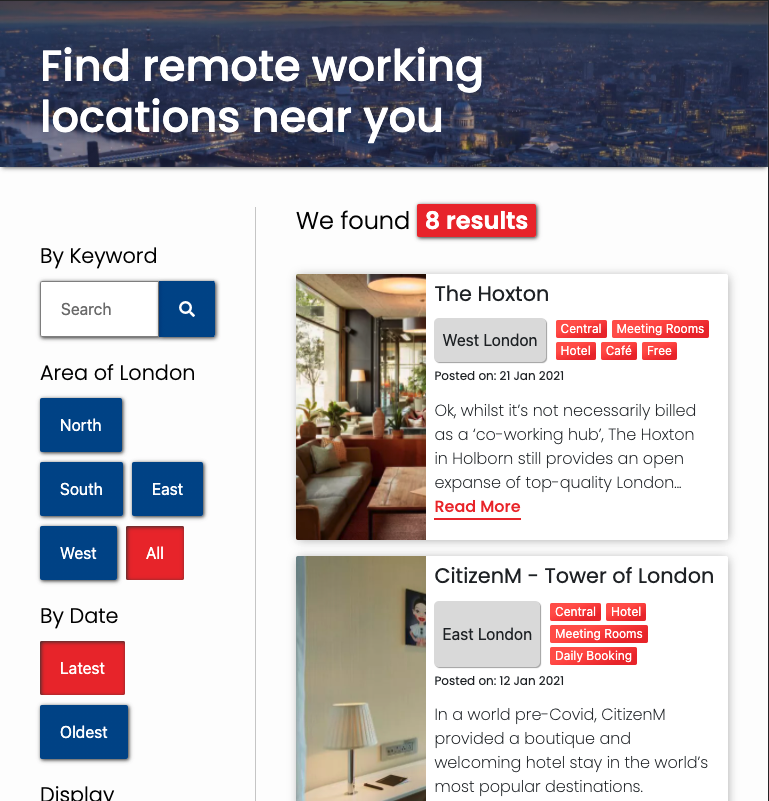 Find remote working
locations near you
We found 8 results
By Keyword
Search
Area of London
North
South East
West All
By Date
Latest
Oldest
Display
The Hoxton
West London
Central Meeting Rooms
Hotel Café Free
Posted on: 21 Jan 2021
Ok, whilst it’s not necessarily billed
as a ‘co-working hub’, The Hoxton
in Holborn still provides an open
expanse of top-quality London...
Read More
CitizenM - Tower of London
East London
Central Hotel
Meeting Rooms
Daily Booking
Posted on: 12 Jan 2021
In a world pre-Covid, CitizenM
provided a boutique and
welcoming hotel stay in the world’s
most popular destinations.